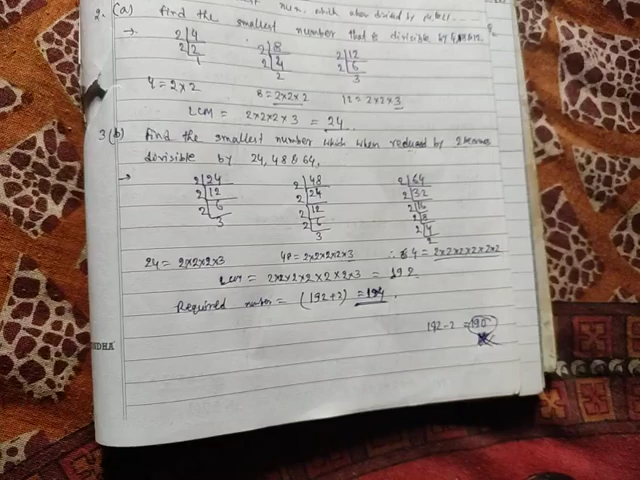 num, which when divided by
2. (a) Find the smallest number that is divisible by 4, 8 & 12.
→ 2 4 2 8 2 12
2 2 2 4 2 6
1 2 3
4 = 2×2 8 = 2×2×2 12 = 2×2×3
LCM = 2×2×2×3 = 24
3 (b) Find the smallest number which when reduced by 2 becomes
divisible by 24, 48 & 64.
→ 2 24 2 48 2 64
2 12 2 24 2 32
2 6 2 12 2 16
3 2 6 2 8
3 2 4
2
24 = 2×2×2×3 48 = 2×2×2×2×3 64 = 2×2×2×2×2×2
LCM = 2×2×2×2×2×2×3 = 192
Required number = (192+2) = 194.
192-2 = 190
NDHA